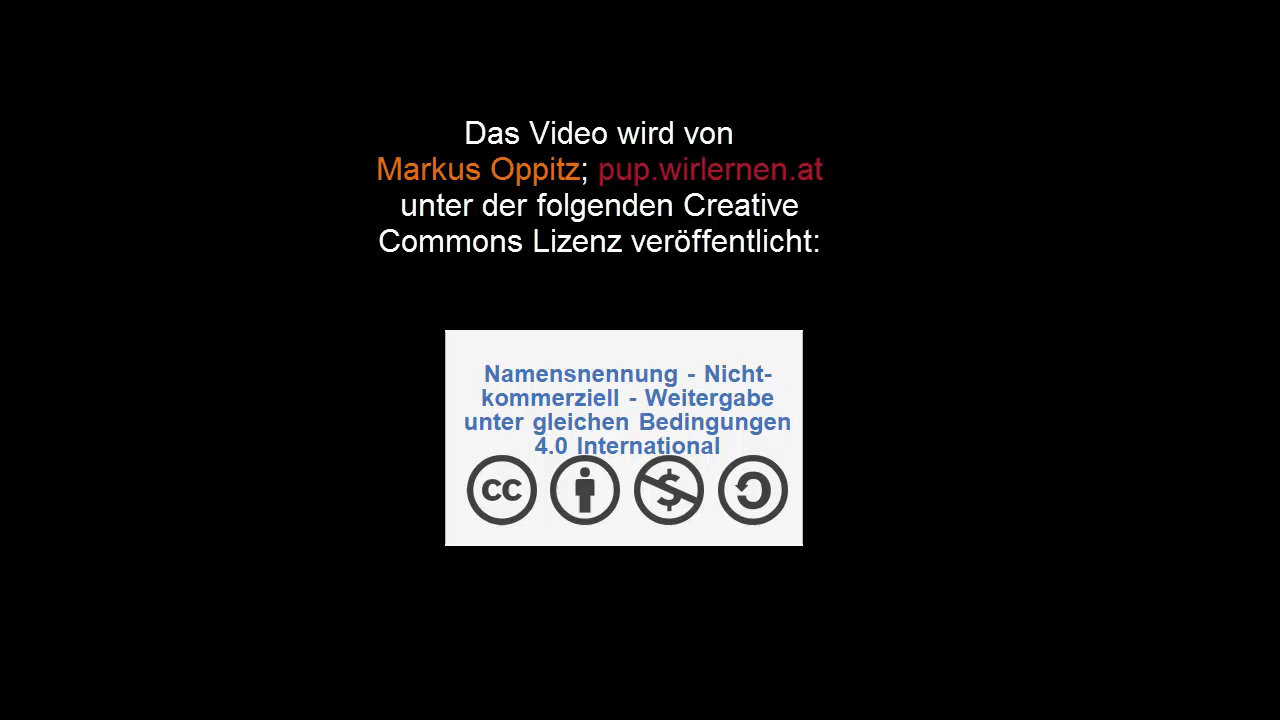 Das Video wird von
Markus Oppitz; pup.wirlernen.at
unter der folgenden Creative
Commons Lizenz veröffentlicht:
Namensnennung - Nicht-
kommerziell - Weitergabe
unter gleichen Bedingungen
4.0 International
cc